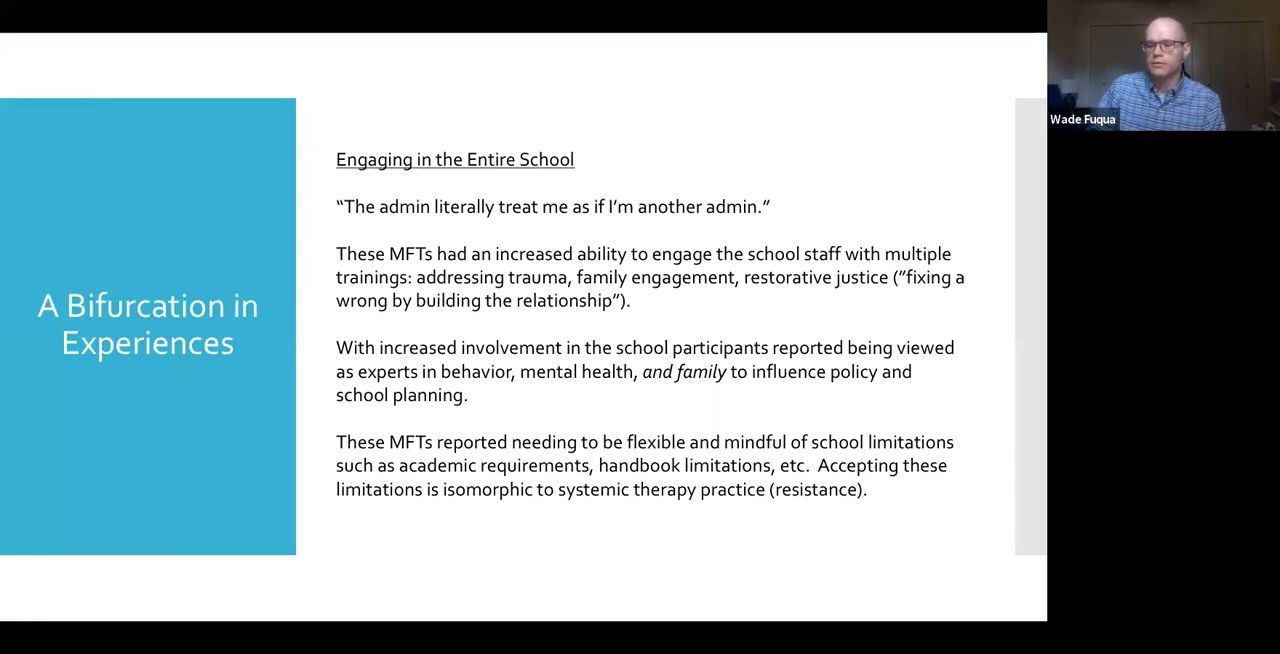 A Bifurcation in
Experiences
Engaging in the Entire School
“The admin literally treat me as if I’m another admin.”
These MFTs had an increased ability to engage the school staff with multiple
trainings: addressing trauma, family engagement, restorative justice (”fixing a
wrong by building the relationship”).
With increased involvement in the school participants reported being viewed
as experts in behavior, mental health, and family to influence policy and
school planning.
These MFTs reported needing to be flexible and mindful of school limitations
such as academic requirements, handbook limitations, etc.  Accepting these
limitations is isomorphic to systemic therapy practice (resistance).
Wade Fuqua